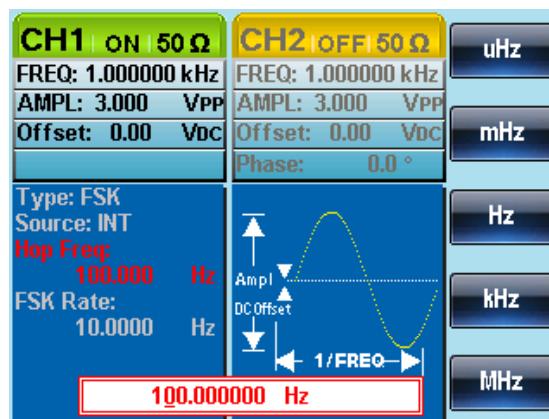 CH1 ON 50 Ω
FREQ: 1.000000 kHz
AMPL: 3.000 VPP
Offset: 0.00 VDC
CH2 OFF 50 Ω
FREQ: 1.000000 kHz
AMPL: 3.000 VPP
Offset: 0.00 VDC
Phase: 0.0 °
Type: FSK
Source: INT
Hop Freq:
100.000 Hz
FSK Rate:
10.0000 Hz
Ampl
DC Offset
1/FREQ
100.000000 Hz
uHz
mHz
Hz
kHz
MHz